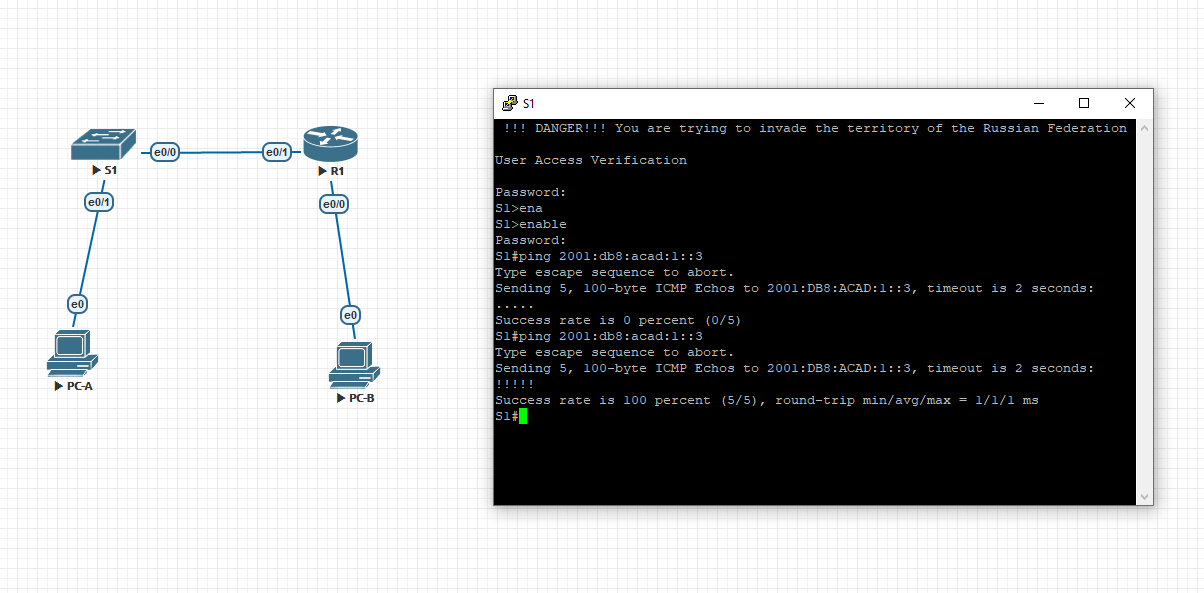 S1
!!! DANGER!!! You are trying to invade the territory of the Russian Federation
User Access Verification
Password:
S1>ena
S1>enable
Password:
S1#ping 2001:db8:acad:1::3
Type escape sequence to abort.
Sending 5, 100-byte ICMP Echos to 2001:DB8:ACAD:1::3, timeout is 2 seconds:
.....
Success rate is 0 percent (0/5)
S1#ping 2001:db8:acad:1::3
Type escape sequence to abort.
Sending 5, 100-byte ICMP Echos to 2001:DB8:ACAD:1::3, timeout is 2 seconds:
!!!!!
Success rate is 100 percent (5/5), round-trip min/avg/max = 1/1/1 ms
S1#
e0/0
e0/1
S1
R1
e0/1
e0/0
e0
e0
PC-A
PC-B